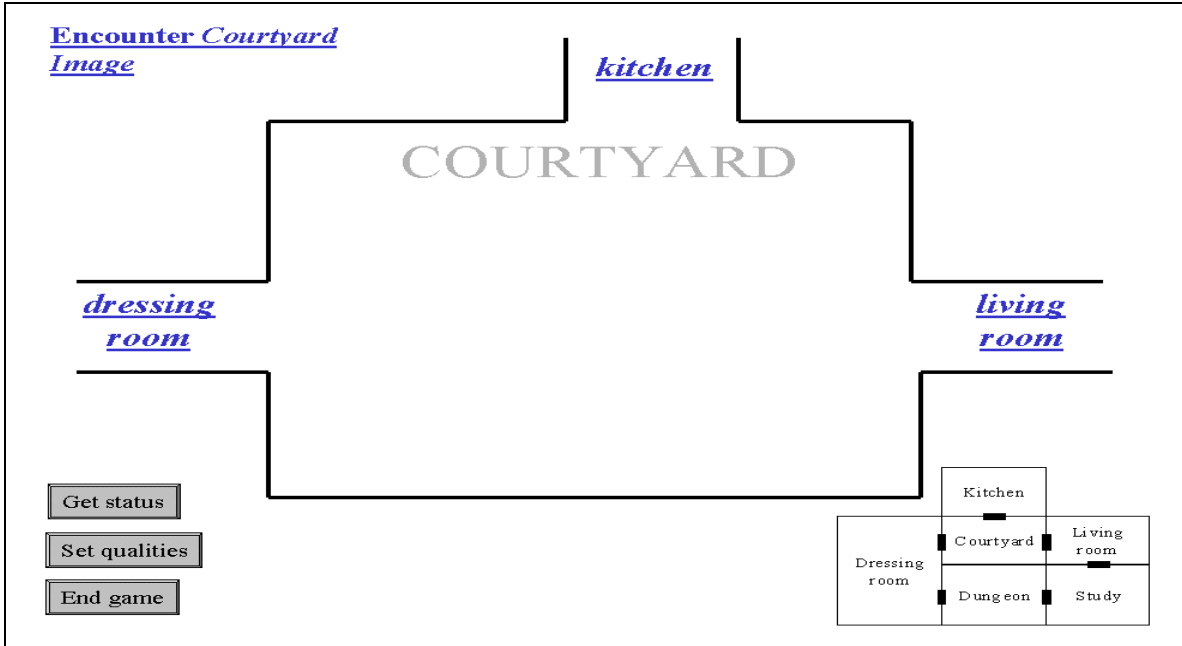 Encounter Courtyard
Image
kitchen
COURTYARD
dressing
room
living
room
Get status
Set qualities
End game
Kitchen
Courtyard
Living
room
Dressing
room
Dungeon
Study